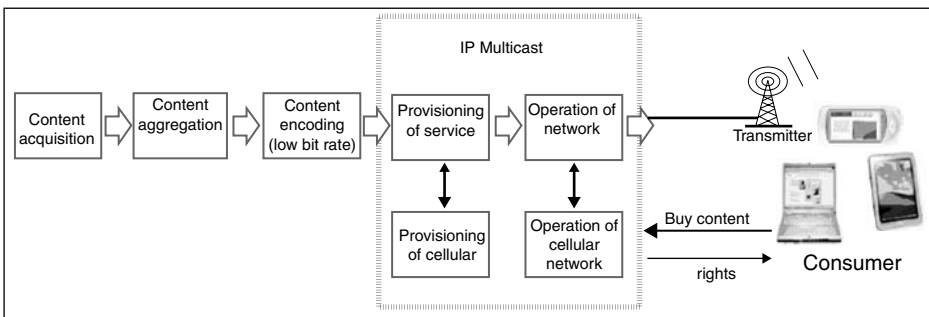 IP Multicast
Content
acquisition
Content
aggregation
Content
encoding
(low bit rate)
Provisioning
of service
Operation of
network
Transmitter
Provisioning
of cellular
Operation of
cellular
network
Buy content
rights
Consumer